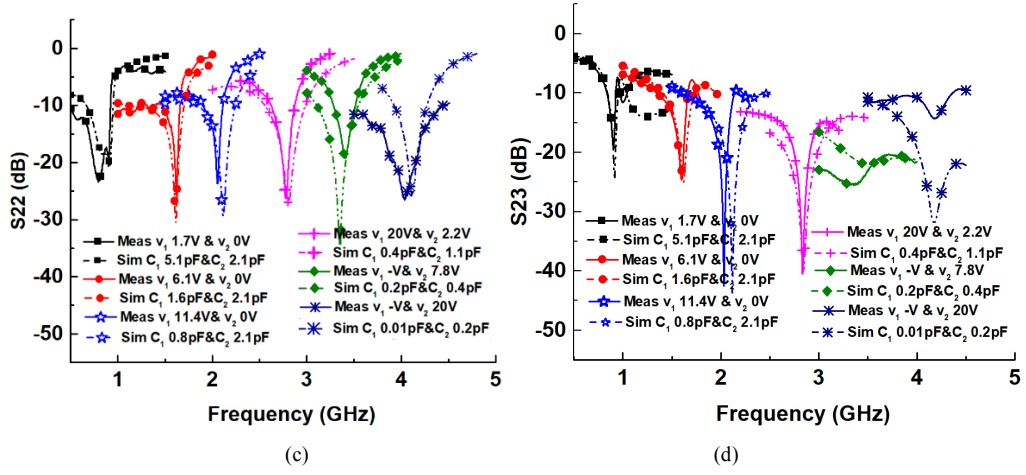 (c)
S22 (dB)
0
-10
-20
-30
-40
-50
Meas v1 1.7V & v2 0V
Sim C1 5.1pF&C2 2.1pF
Meas v1 6.1V & v2 0V
Sim C1 1.6pF&C2 2.1pF
Meas v1 11.4V & v2 0V
Sim C1 0.8pF&C2 2.1pF
Meas v1 20V& v2 2.2V
Sim C1 0.4pF&C2 1.1pF
Meas v1 -V& v2 7.8V
Sim C1 0.2pF&C2 0.4pF
Meas v1 -V& v2 20V
Sim C1 0.01pF&C2 0.2pF
1 2 3 4 5
Frequency (GHz)
(c)
S23 (dB)
0
-10
-20
-30
-40
-50
Meas v1 1.7V & v2 0V
Sim C1 5.1pF&C2 2.1pF
Meas v1 6.1V & v2 0V
Sim C1 1.6pF&C2 2.1pF
Meas v1 11.4V & v2 0V
Sim C1 0.8pF&C2 2.1pF
Meas v1 20V & v2 2.2V
Sim C1 0.4pF&C2 1.1pF
Meas v1 -V & v2 7.8V
Sim C1 0.2pF&C2 0.4pF
Meas v1 -V & v2 20V
Sim C1 0.01pF&C2 0.2pF
1 2 3 4 5
Frequency (GHz)
(d)